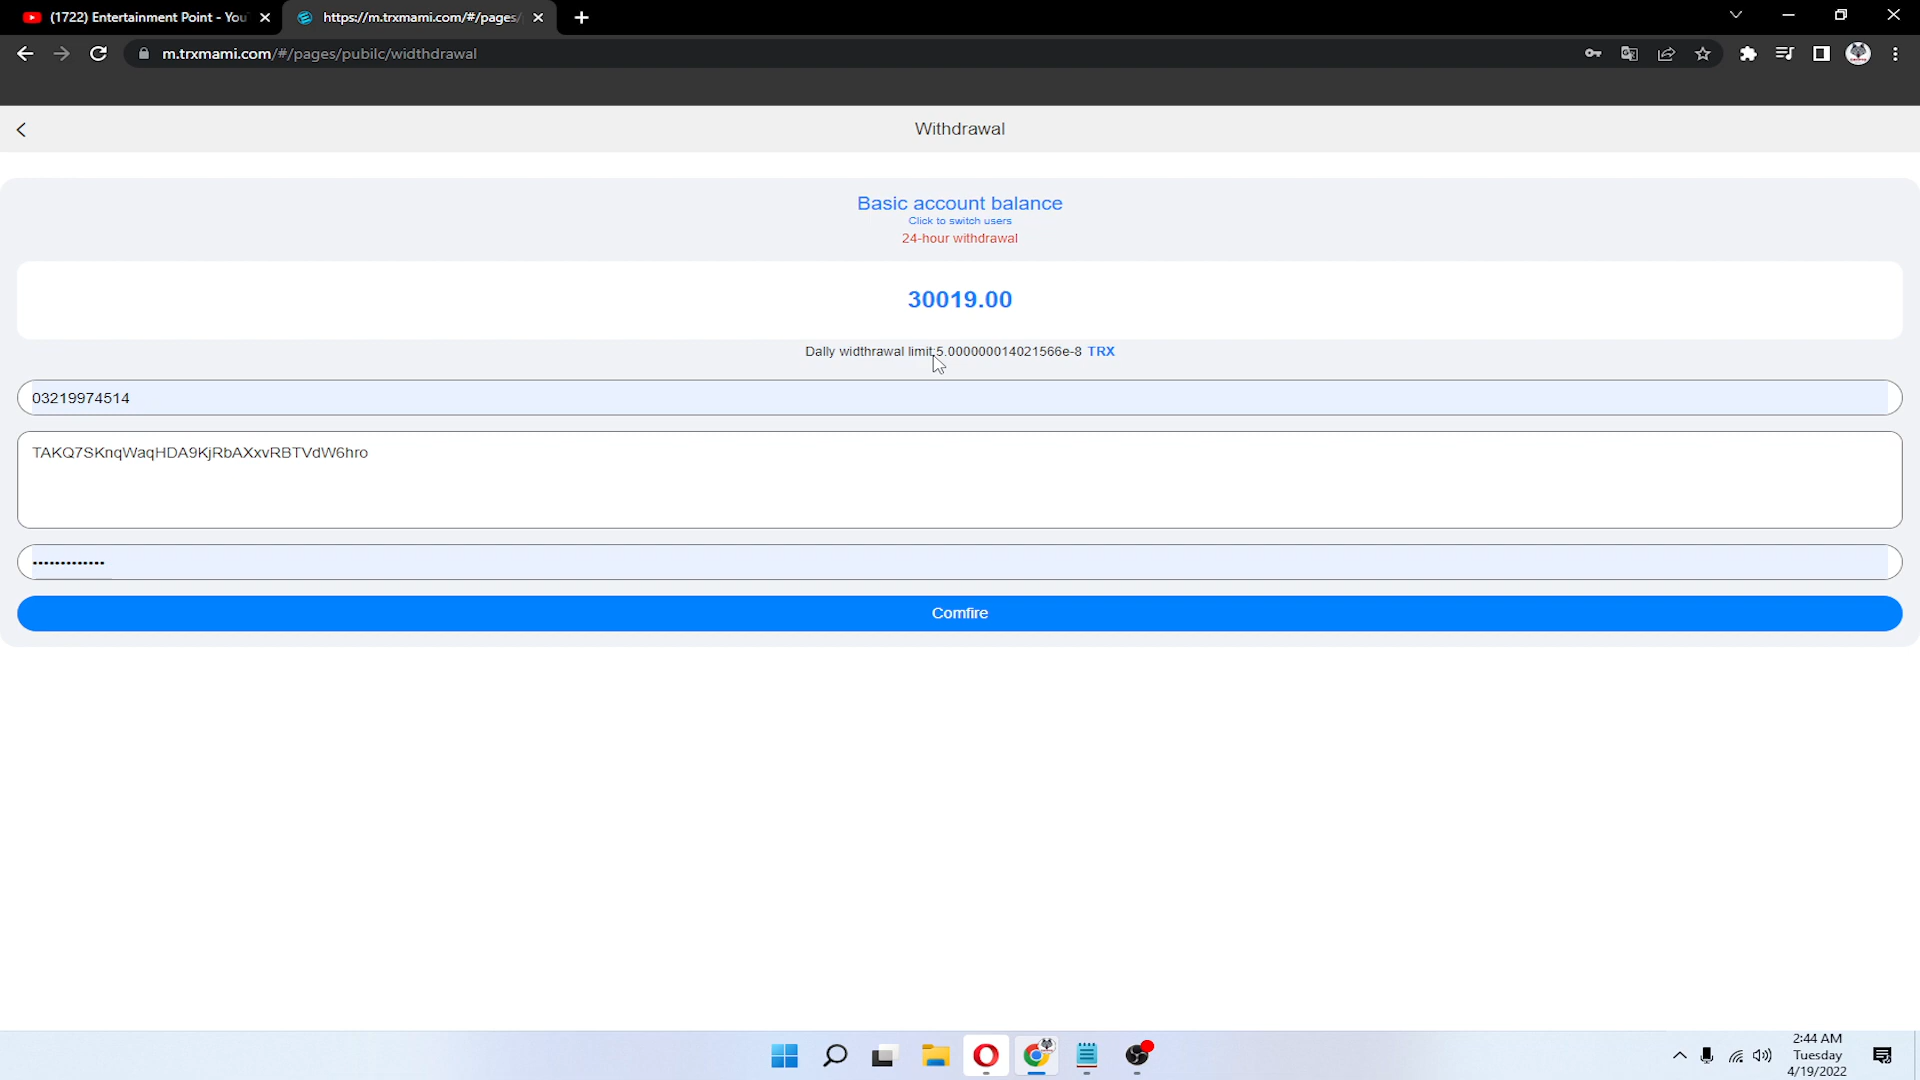 (1722) Entertainment Point - You
https://m.trxmami.com/#/pages/
m.trxmami.com/#/pages/pubilc/widthdrawal
Withdrawal
Basic account balance
Click to switch users
24-hour withdrawal
30019.00
Dally widthrawal limit:5.000000014021566e-8 TRX
03219974514
TAKQ7SKnqWaqHDA9KjRbAXxvRBTVdW6hro
•••••••••••••
Comfire
2:44 AM
Tuesday
4/19/2022